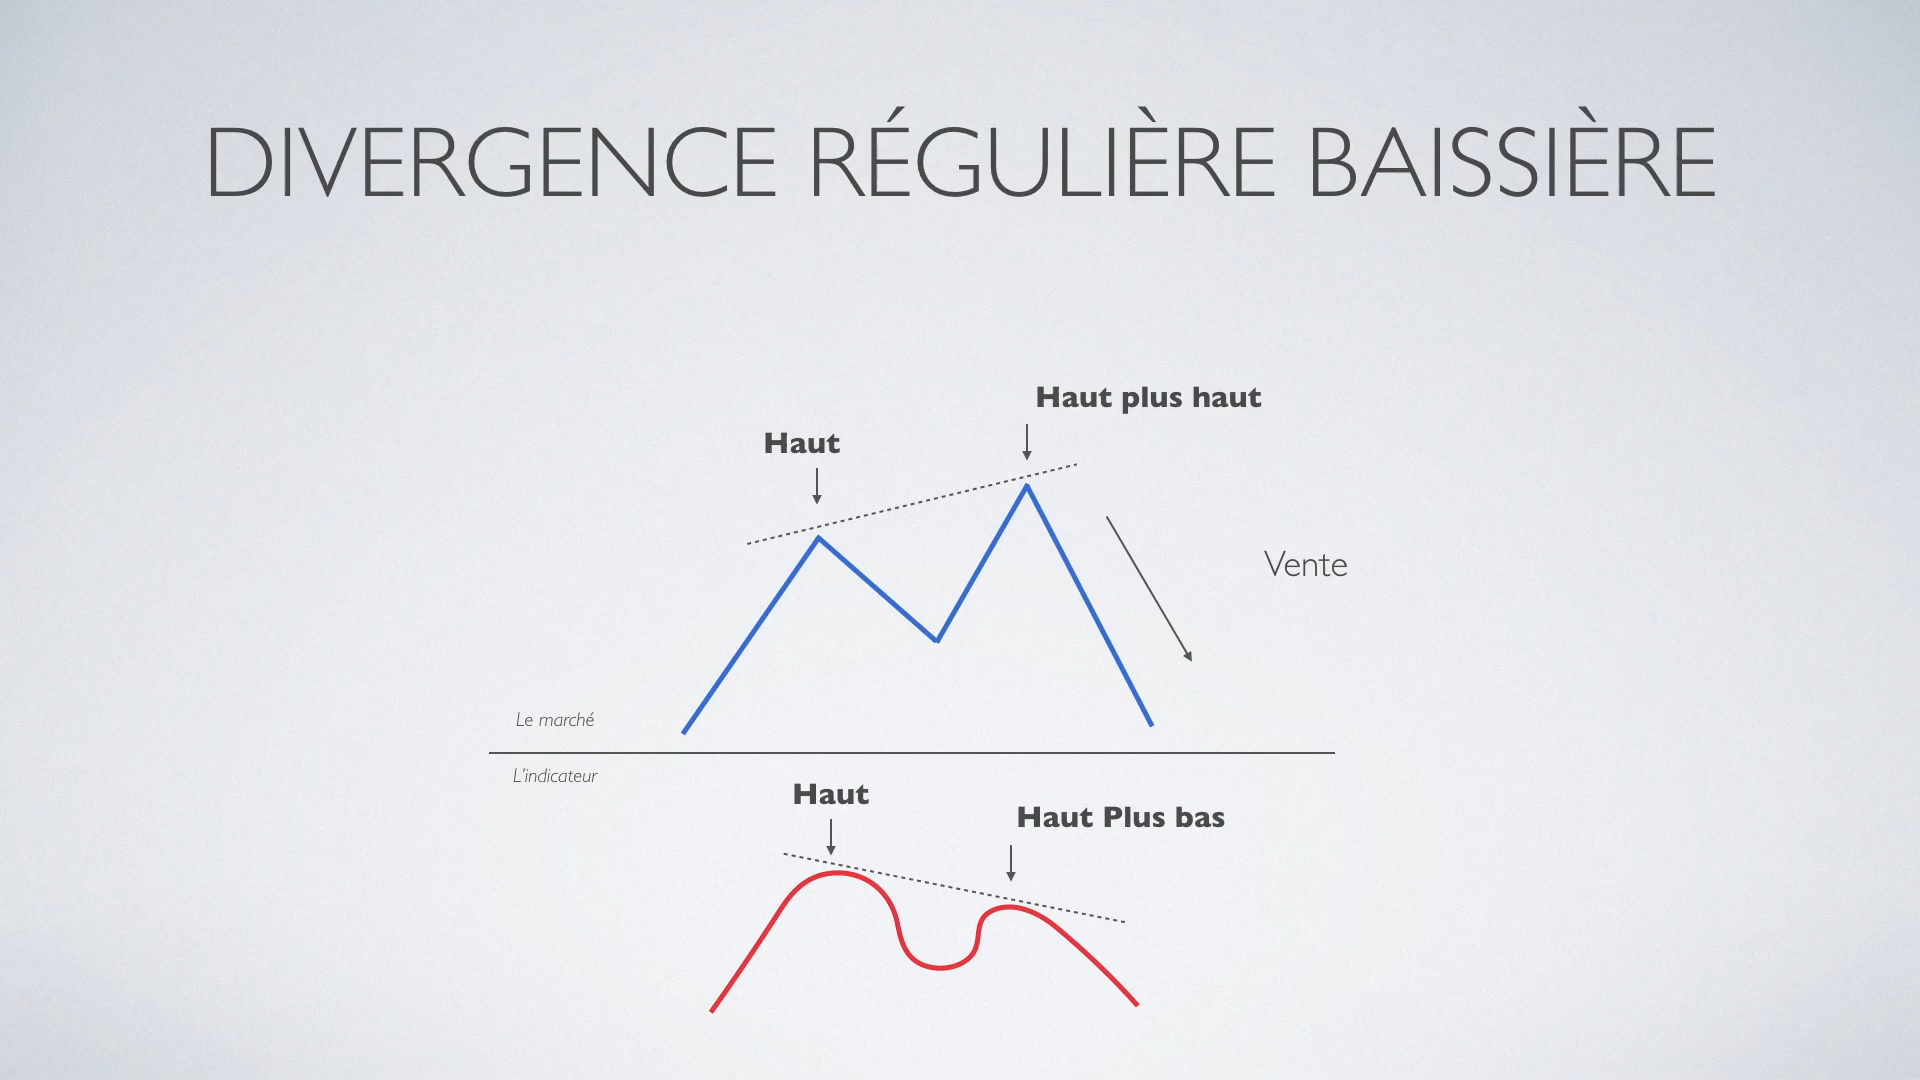 DIVERGENCE RÉGULIÈRE BAISSIÈRE
Haut plus haut
Haut
Vente
Le marché
L'indicateur
Haut
Haut Plus bas